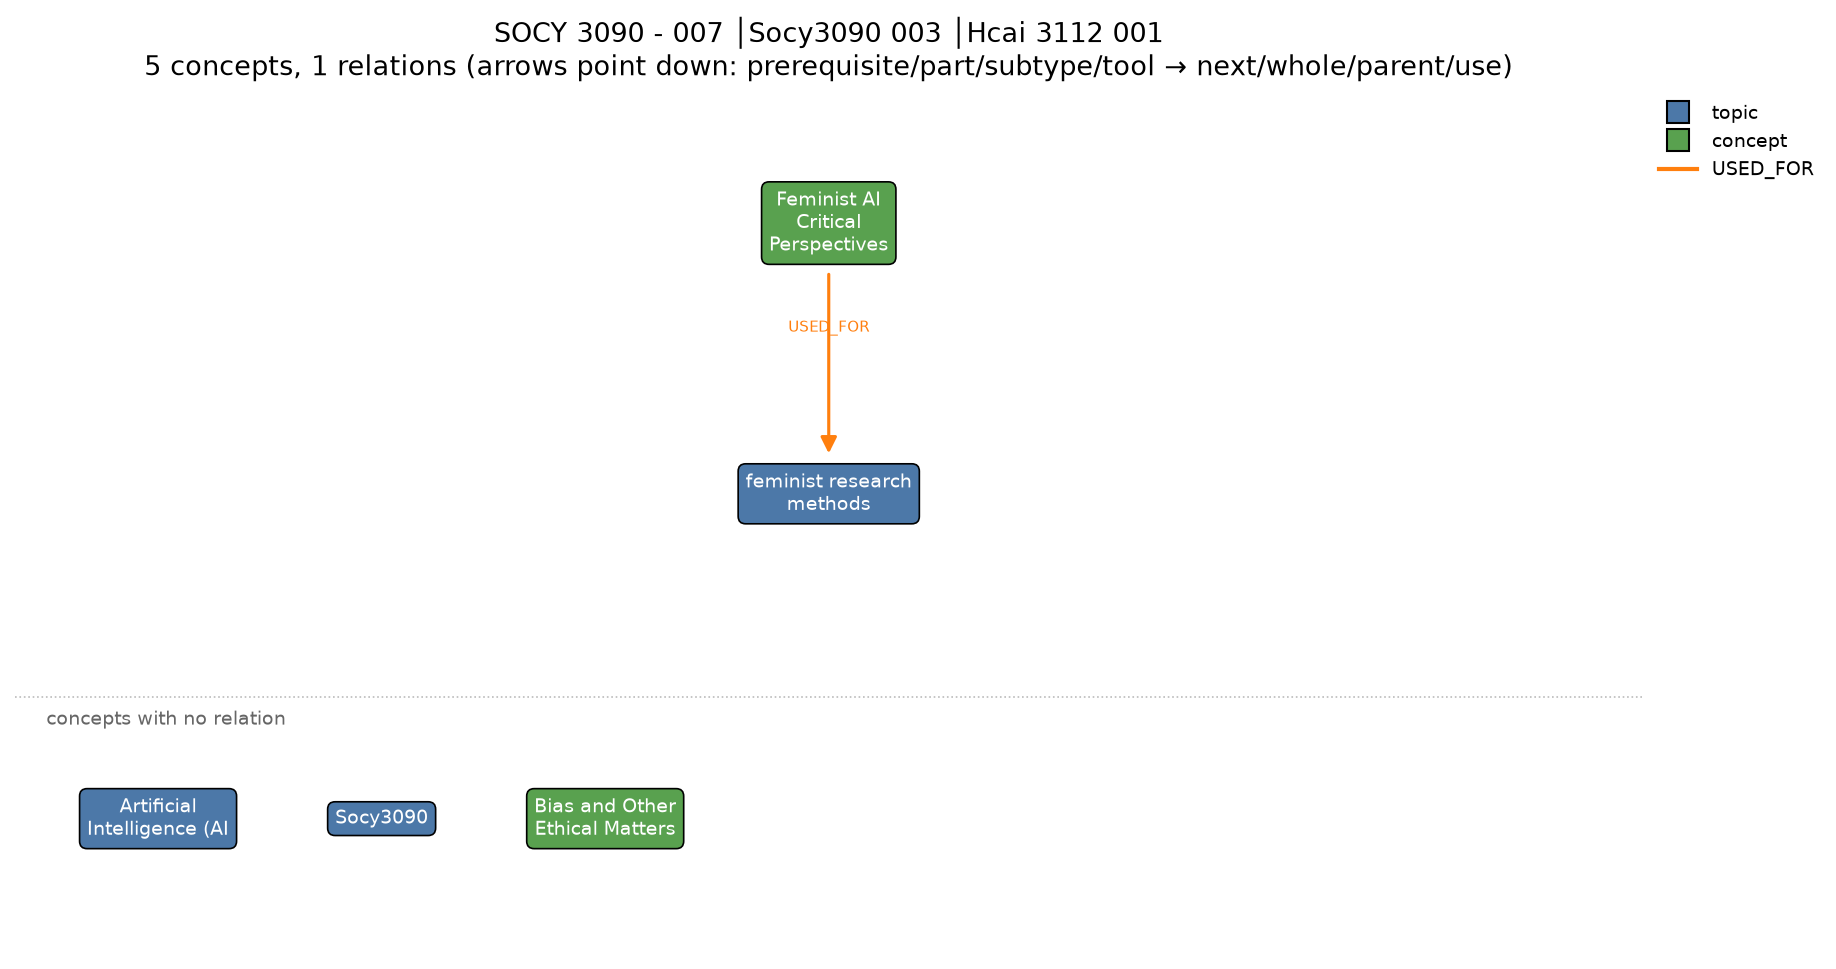 SOCY 3090 - 007 |Socy3090 003 |Hcai 3112 001
5 concepts, 1 relations (arrows point down: prerequisite/part/subtype/tool → next/whole/parent/use)
topic
concept
USED_FOR
Feminist AI
Critical
Perspectives
USED_FOR
feminist research
methods
concepts with no relation
Artificial
Intelligence (AI
Socy3090
Bias and Other
Ethical Matters